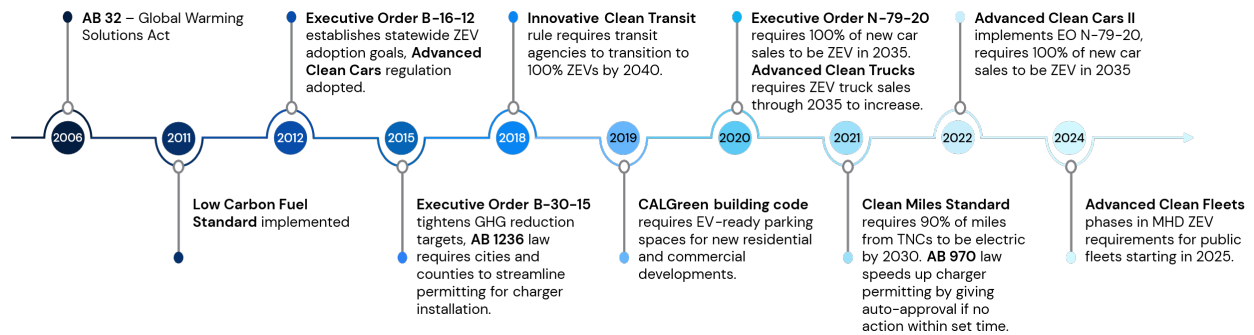 AB 32 – Global Warming
Solutions Act
Executive Order B-16-12
establishes statewide ZEV
adoption goals, Advanced
Clean Cars regulation
adopted.
Innovative Clean Transit
rule requires transit
agencies to transition to
100% ZEVs by 2040.
Executive Order N-79-20
requires 100% of new car
sales to be ZEV in 2035.
Advanced Clean Trucks
requires ZEV truck sales
through 2035 to increase.
Advanced Clean Cars II
implements EO N-79-20,
requires 100% of new car
sales to be ZEV in 2035
2006
2011
2012
2015
2018
2019
2020
2021
2022
2024
Low Carbon Fuel
Standard implemented
Executive Order B-30-15
tightens GHG reduction
targets, AB 1236 law
requires cities and
counties to streamline
permitting for charger
installation.
CALGreen building code
requires EV-ready parking
spaces for new residential
and commercial
developments.
Clean Miles Standard
requires 90% of miles
from TNCs to be electric
by 2030. AB 970 law
speeds up charger
permitting by giving
auto-approval if no
action within set time.
Advanced Clean Fleets
phases in MHD ZEV
requirements for public
fleets starting in 2025.